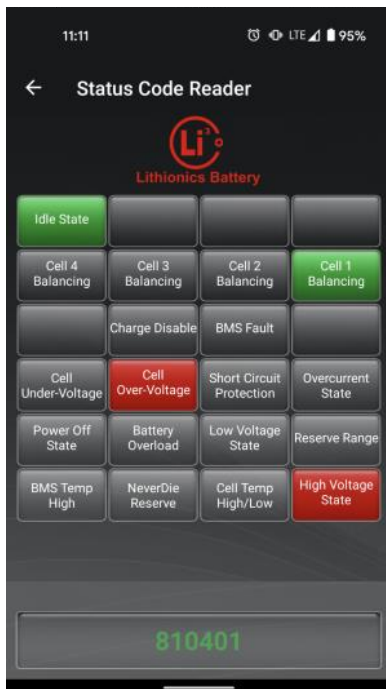 11:11 LTE 95%
Status Code Reader
Li3
Lithionics Battery
Idle State
Cell 4 Cell 3 Cell 2 Cell 1
Balancing Balancing Balancing Balancing
Charge Disable BMS Fault
Cell Cell Short Circuit Overcurrent
Under-Voltage Over-Voltage Protection State
Power Off Battery Low Voltage Reserve Range
State Overload State
BMS Temp NeverDie Cell Temp High Voltage
High Reserve High/Low State
810401